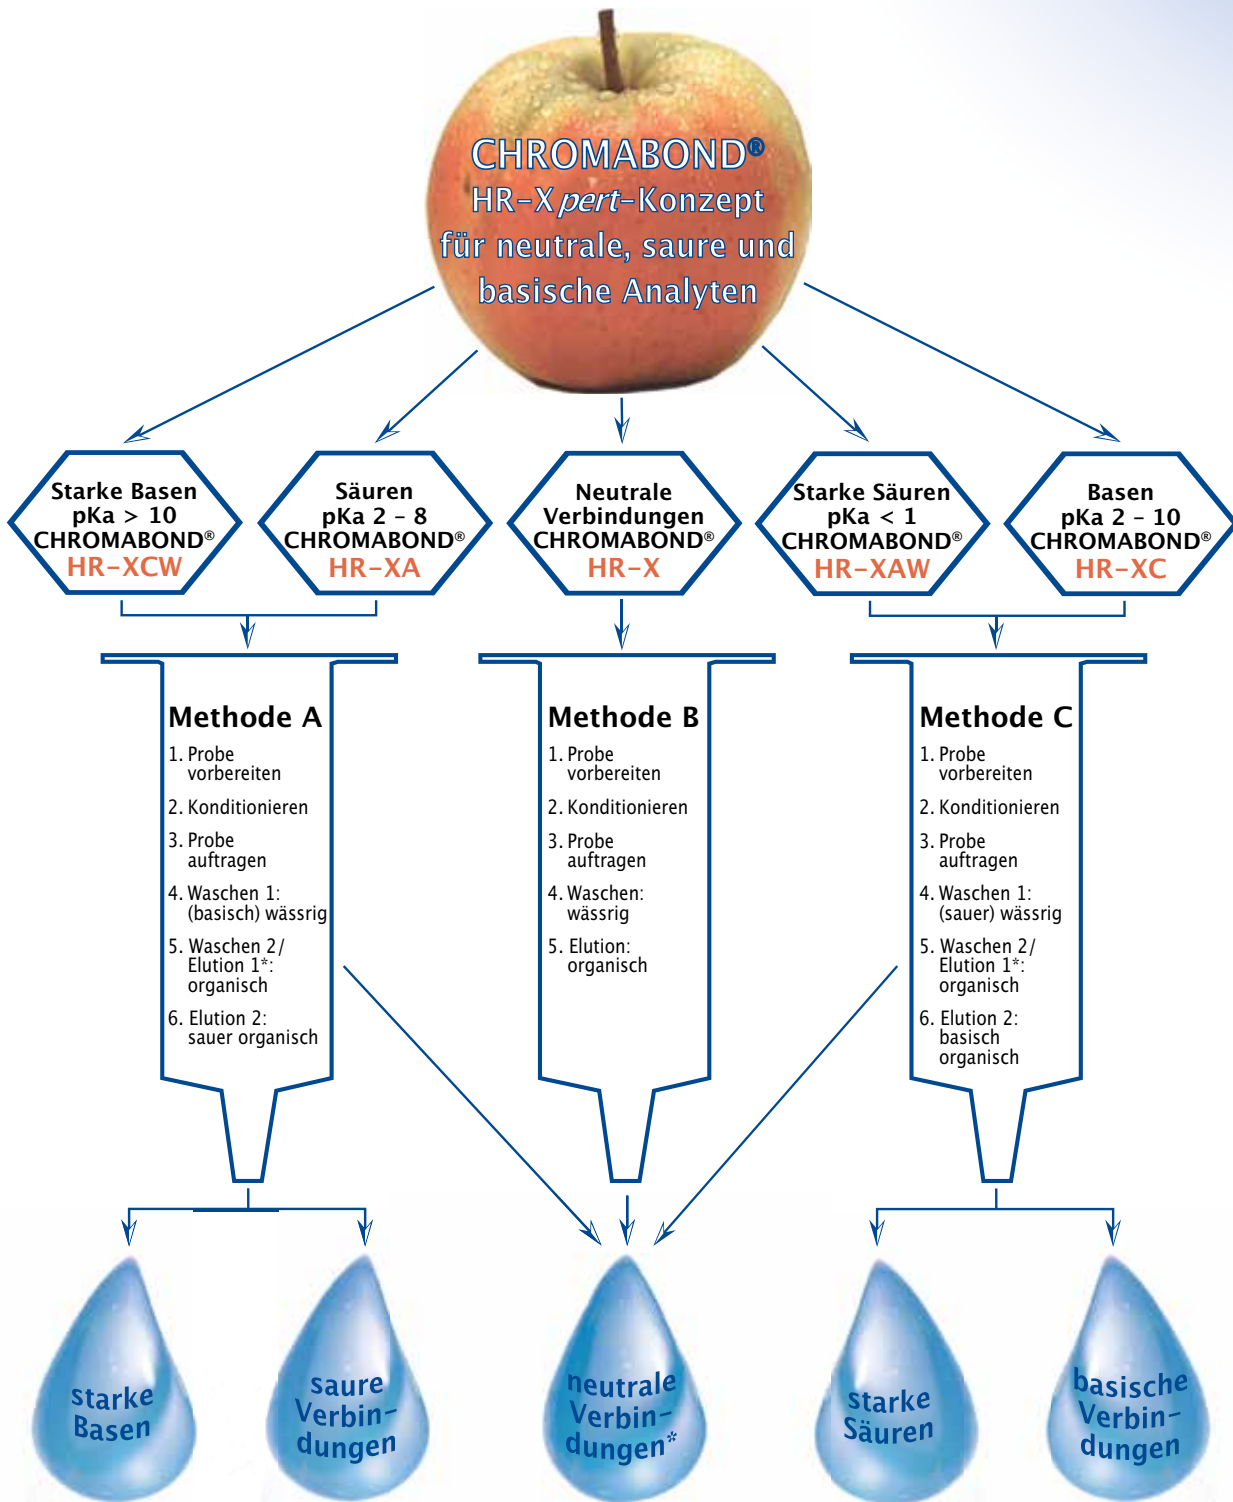 CHROMABOND®
HR-Xpert-Konzept
für neutrale, saure und
basische Analyten
Starke Basen
pKa > 10
CHROMABOND®
HR-XCW
Säuren
pKa 2 – 8
CHROMABOND®
HR-XA
Neutrale
Verbindungen
CHROMABOND®
HR-X
Starke Säuren
pKa < 1
CHROMABOND®
HR-XAW
Basen
pKa 2 – 10
CHROMABOND®
HR-XC
Methode A
1. Probe
vorbereiten
2. Konditionieren
3. Probe
auftragen
4. Waschen 1:
(basisch) wässrig
5. Waschen 2/
Elution 1*:
organisch
6. Elution 2:
sauer organisch
Methode B
1. Probe
vorbereiten
2. Konditionieren
3. Probe
auftragen
4. Waschen:
wässrig
5. Elution:
organisch
Methode C
1. Probe
vorbereiten
2. Konditionieren
3. Probe
auftragen
4. Waschen 1:
(sauer) wässrig
5. Waschen 2/
Elution 1*:
organisch
6. Elution 2:
basisch
organisch
starke
Basen
saure
Verbin-
dungen
neutrale
Verbin-
dungen*
starke
Säuren
basische
Verbin-
dungen